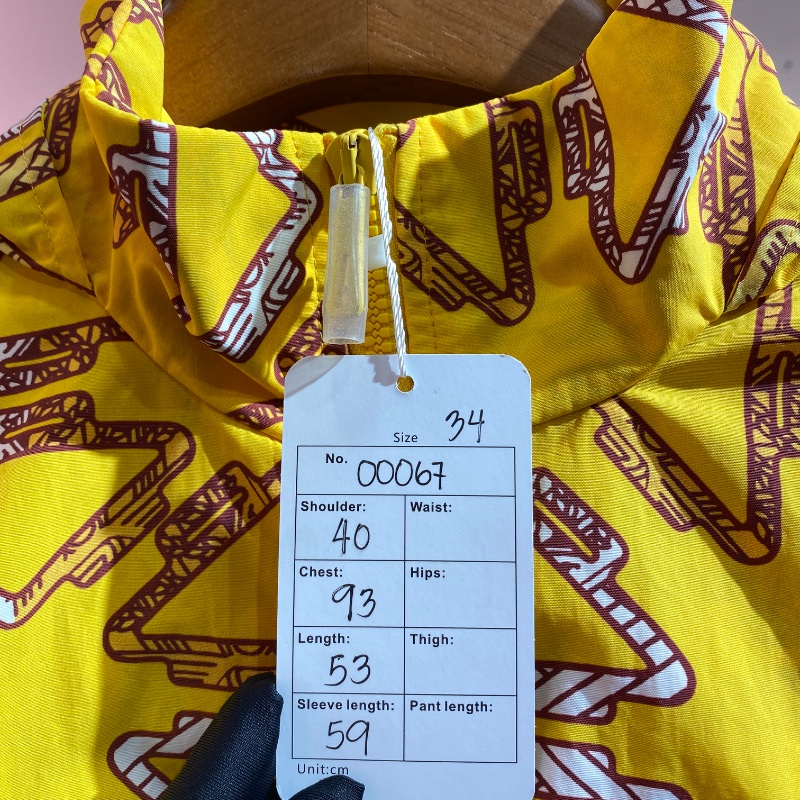 Size 34
No. 00067
Shoulder: Waist:
40
Chest: Hips:
93
Length: Thigh:
53
Sleeve length: Pant length:
59
Unit:cm